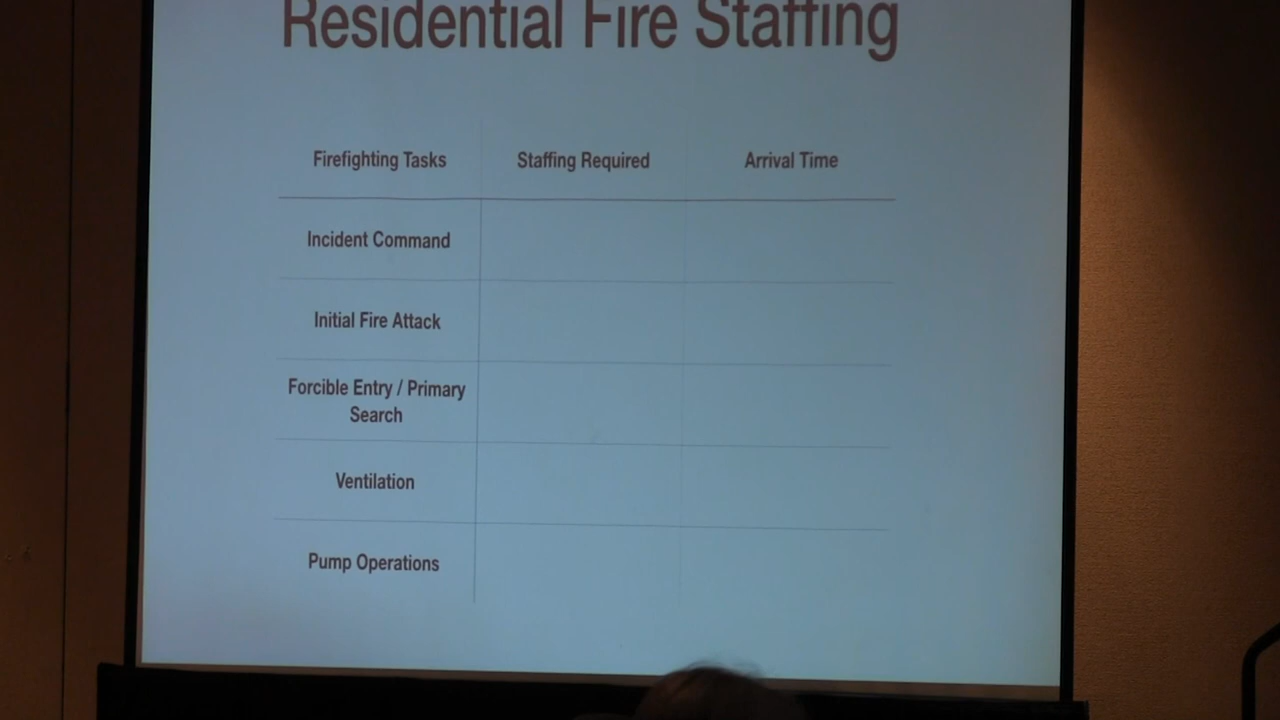 Residential Fire Staffing
Firefighting Tasks Staffing Required Arrival Time
Incident Command
Initial Fire Attack
Forcible Entry / Primary
Search
Ventilation
Pump Operations